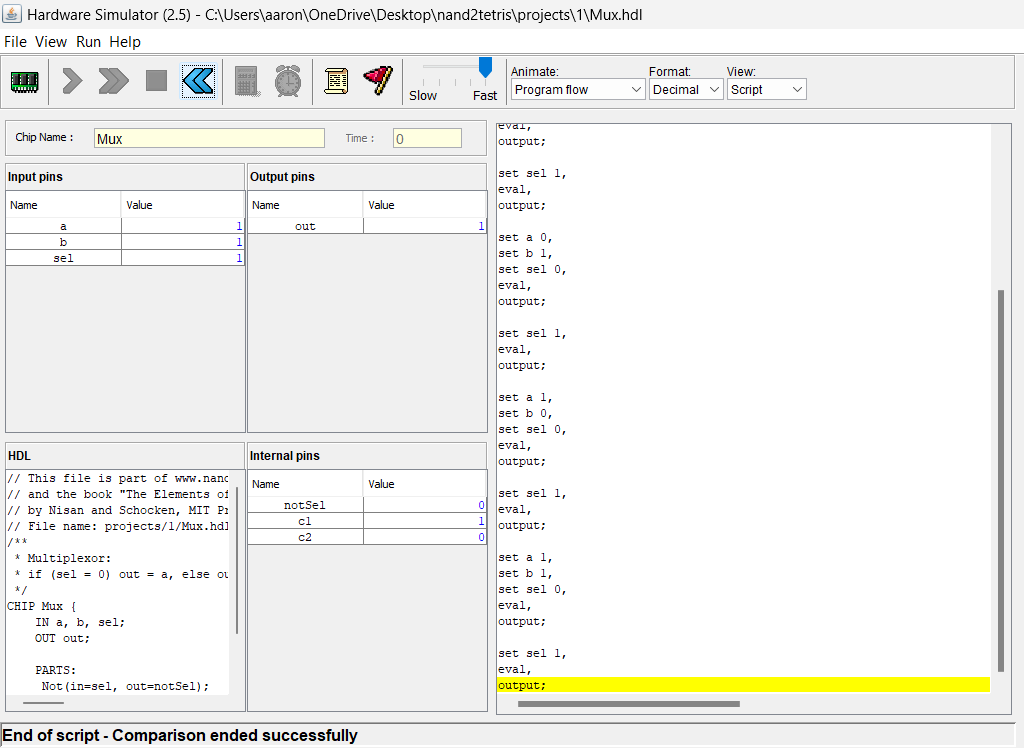 Hardware Simulator (2.5) - C:\Users\aaron\OneDrive\Desktop\nand2tetris\projects\1\Mux.hdl
File View Run Help
Slow Fast
Animate:
Program flow
Format:
Decimal
View:
Script
Chip Name :
Mux
Time :
0
Input pins
Name Value
a 1
b 1
sel 1
Output pins
Name Value
out 1
HDL
// This file is part of www.nand
// and the book "The Elements of
// by Nisan and Schocken, MIT Pr
// File name: projects/1/Mux.hdl
/**
* Multiplexor:
* if (sel = 0) out = a, else ou
*/
CHIP Mux {
IN a, b, sel;
OUT out;
PARTS:
Not(in=sel, out=notSel);
Internal pins
Name Value
notSel 0
c1 1
c2 0
eval,
output;
set sel 1,
eval,
output;
set a 0,
set b 1,
set sel 0,
eval,
output;
set sel 1,
eval,
output;
set a 1,
set b 0,
set sel 0,
eval,
output;
set sel 1,
eval,
output;
set a 1,
set b 1,
set sel 0,
eval,
output;
set sel 1,
eval,
output;
End of script - Comparison ended successfully